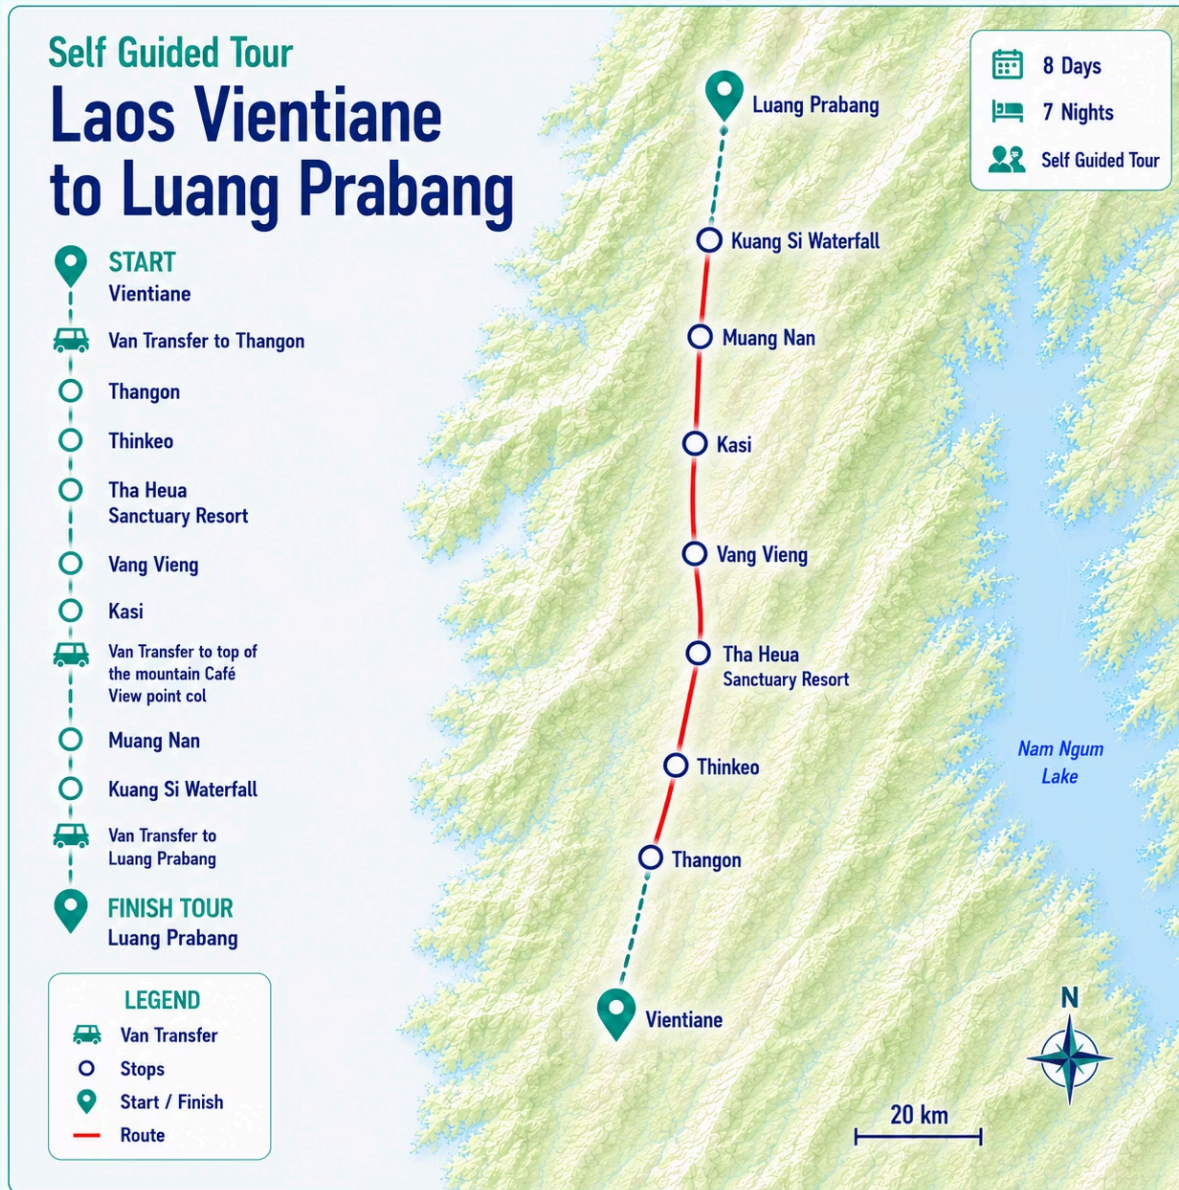 Self Guided Tour
Laos Vientiane
to Luang Prabang
8 Days
7 Nights
Self Guided Tour
START
Vientiane
Van Transfer to Thangon
Thangon
Thinkeo
Tha Heua
Sanctuary Resort
Vang Vieng
Kasi
Van Transfer to top of
the mountain Café
View point col
Muang Nan
Kuang Si Waterfall
Van Transfer to
Luang Prabang
FINISH TOUR
Luang Prabang
LEGEND
Van Transfer
Stops
Start / Finish
Route
Luang Prabang
Kuang Si Waterfall
Muang Nan
Kasi
Vang Vieng
Tha Heua
Sanctuary Resort
Thinkeo
Thangon
Vientiane
Nam Ngum
Lake
N
20 km